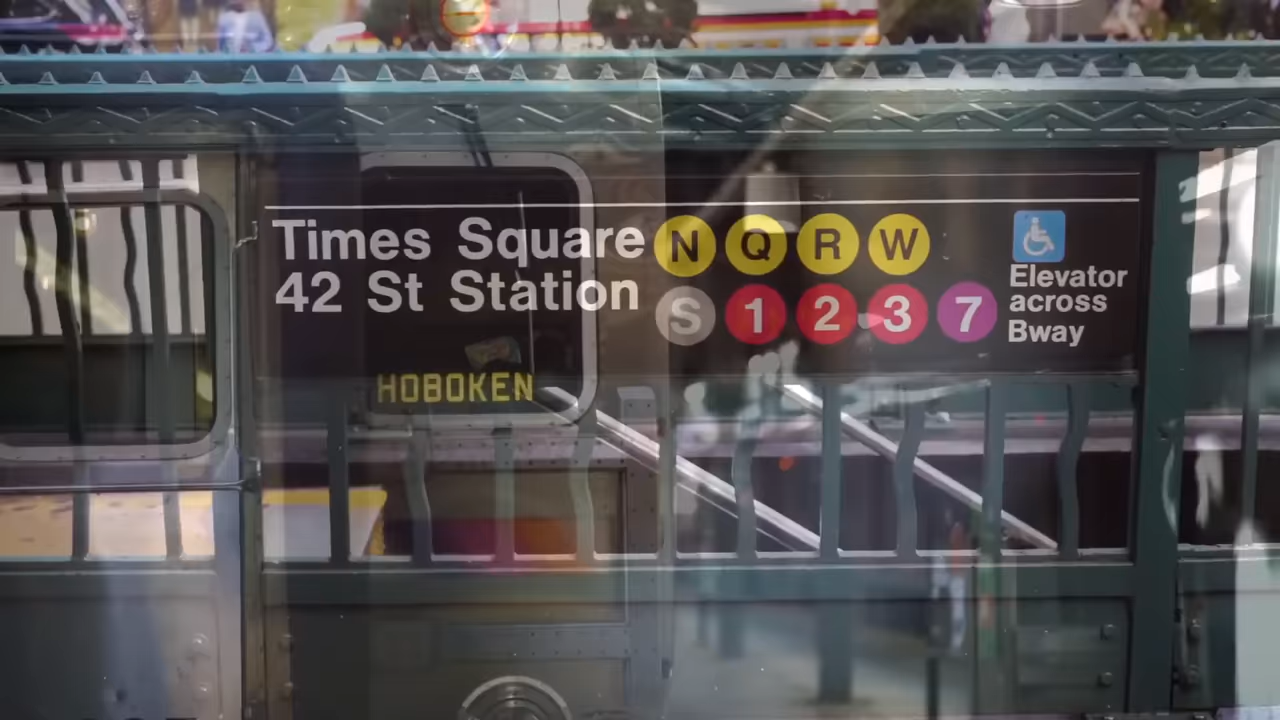 Times Square N Q R W
42 St Station S 1 2 3 7
Elevator
across
Bway
HOBOKEN